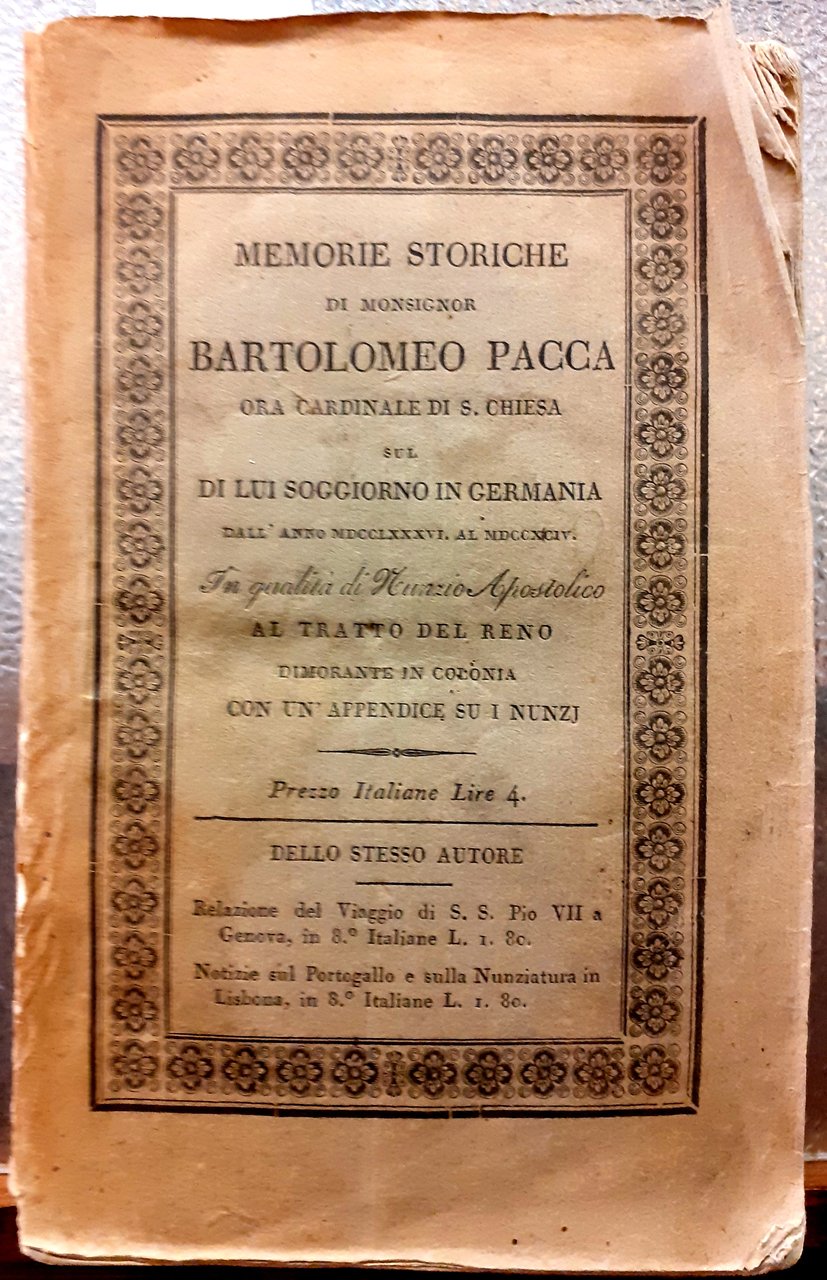 MEMORIE STORICHE
DI MONSIGNOR
BARTOLOMEO PACCA
ORA CARDINALE DI S. CHIESA
SUL
DI LUI SOGGIORNO IN GERMANIA
DALL' ANNO MDCCLXXXVI. AL MDCCXCIV.
In qualità di Nunzio Apostolico
AL TRATTO DEL RENO
DIMORANTE IN COLONIA
CON UN' APPENDICE SU I NUNZJ
Prezzo Italiane Lire 4.
DELLO STESSO AUTORE
Relazione del Viaggio di S. S. Pio VII a
Genova, in 8.º Italiane L. 1. 80.
Notizie sul Portogallo e sulla Nunziatura in
Lisbona, in 8.º Italiane L. 1. 80.